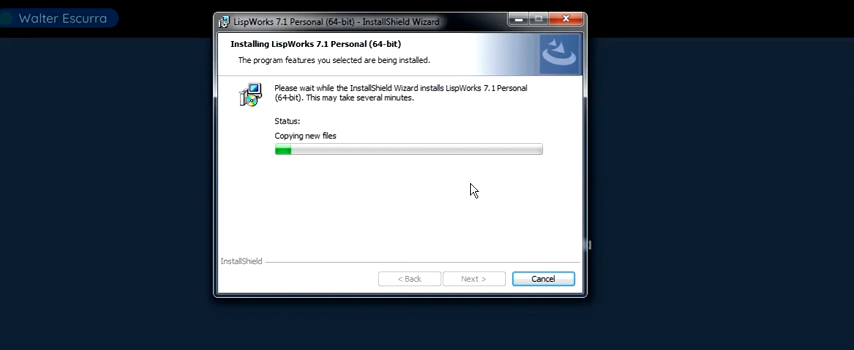 Walter Escurra
LispWorks 7.1 Personal (64-bit) - InstallShield Wizard
Installing LispWorks 7.1 Personal (64-bit)
The program features you selected are being installed.
Please wait while the InstallShield Wizard installs LispWorks 7.1 Personal
(64-bit). This may take several minutes.
Status:
Copying new files
InstallShield
< Back
Next >
Cancel